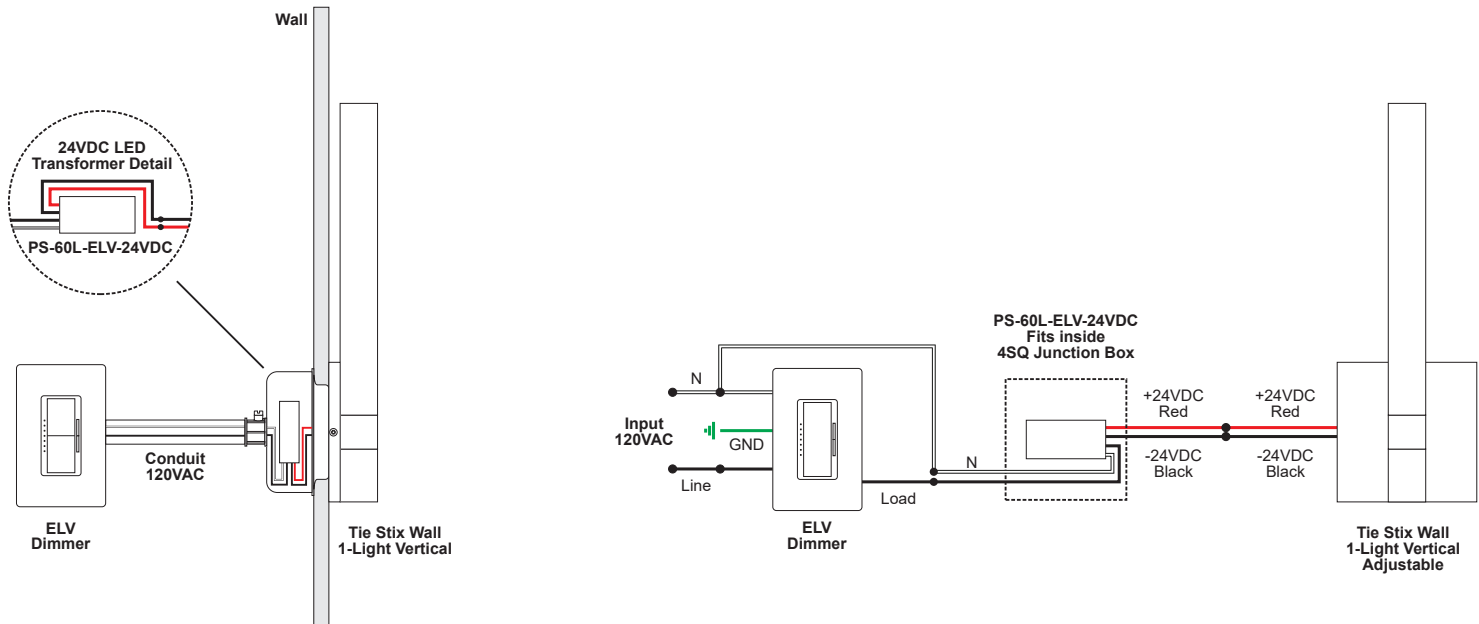 Wall
24VDC LED
Transformer Detail
PS-60L-ELV-24VDC
Conduit
120VAC
ELV
Dimmer
Tie Stix Wall
1-Light Vertical
PS-60L-ELV-24VDC
Fits inside
4SQ Junction Box
N
Input
120VAC
GND
Line
Load
N
ELV
Dimmer
+24VDC
Red
+24VDC
Red
-24VDC
Black
-24VDC
Black
Tie Stix Wall
1-Light Vertical
Adjustable